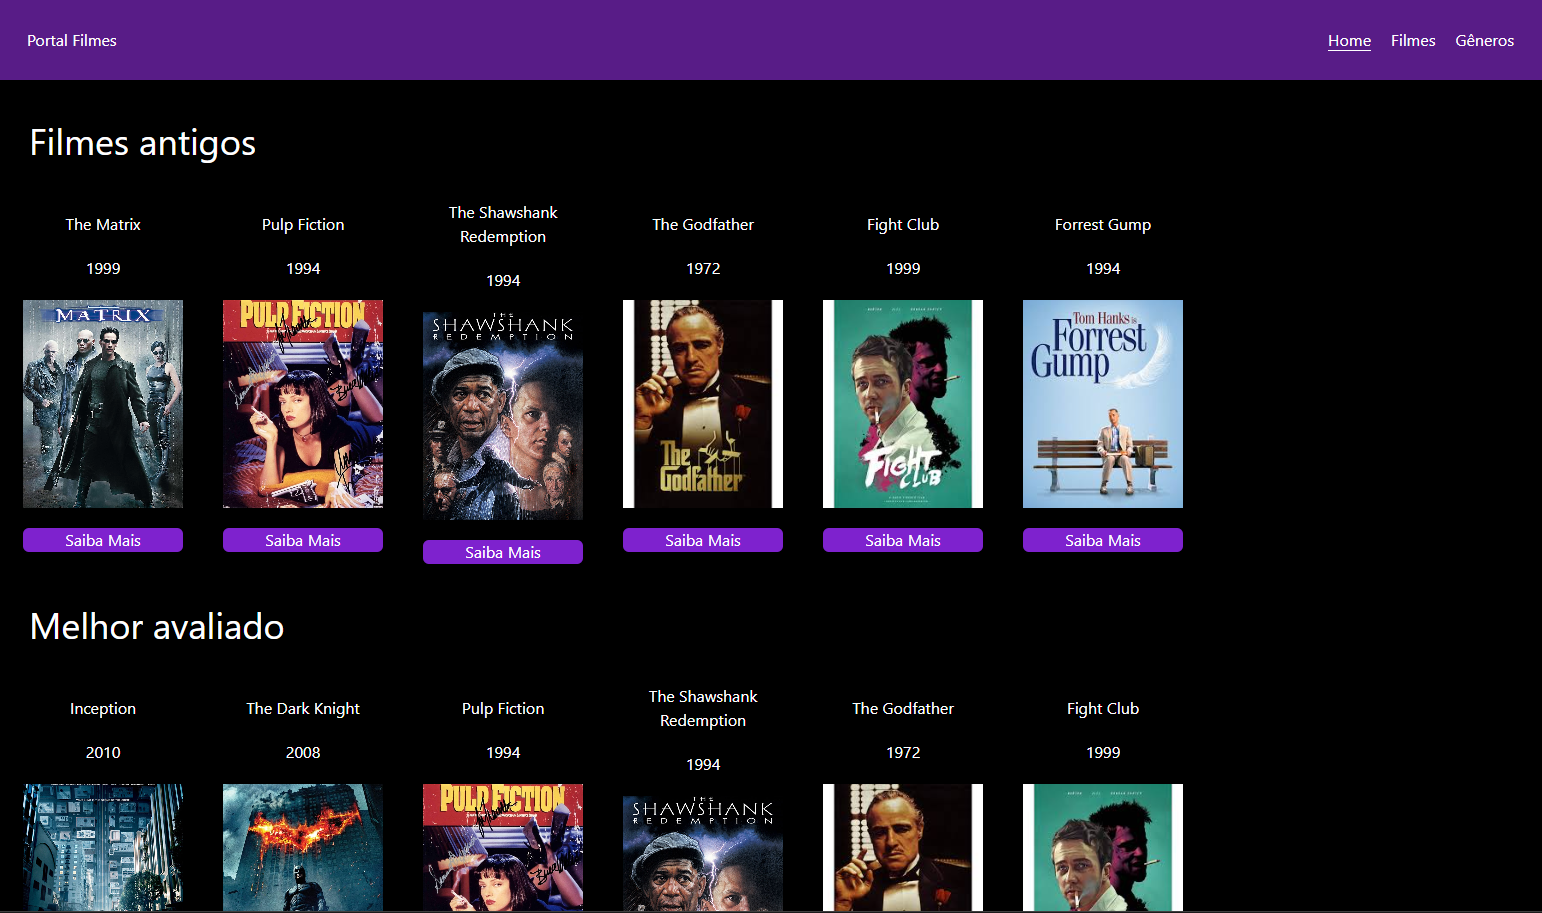 Portal Filmes
Home Filmes Gêneros
Filmes antigos
The Matrix
1999
MATRIX
Saiba Mais
Pulp Fiction
1994
PULP FICTION
Saiba Mais
The Shawshank
Redemption
1994
THE
SHAWSHANK
REDEMPTION
Saiba Mais
The Godfather
1972
The
Godfather
Saiba Mais
Fight Club
1999
FIGHT
CLUB
Saiba Mais
Forrest Gump
1994
Tom Hanks is
Forrest
Gump
Saiba Mais
Melhor avaliado
Inception
2010
The Dark Knight
2008
Pulp Fiction
1994
PULP FICTION
The Shawshank
Redemption
1994
THE
SHAWSHANK
REDEMPTION
The Godfather
1972
Fight Club
1999